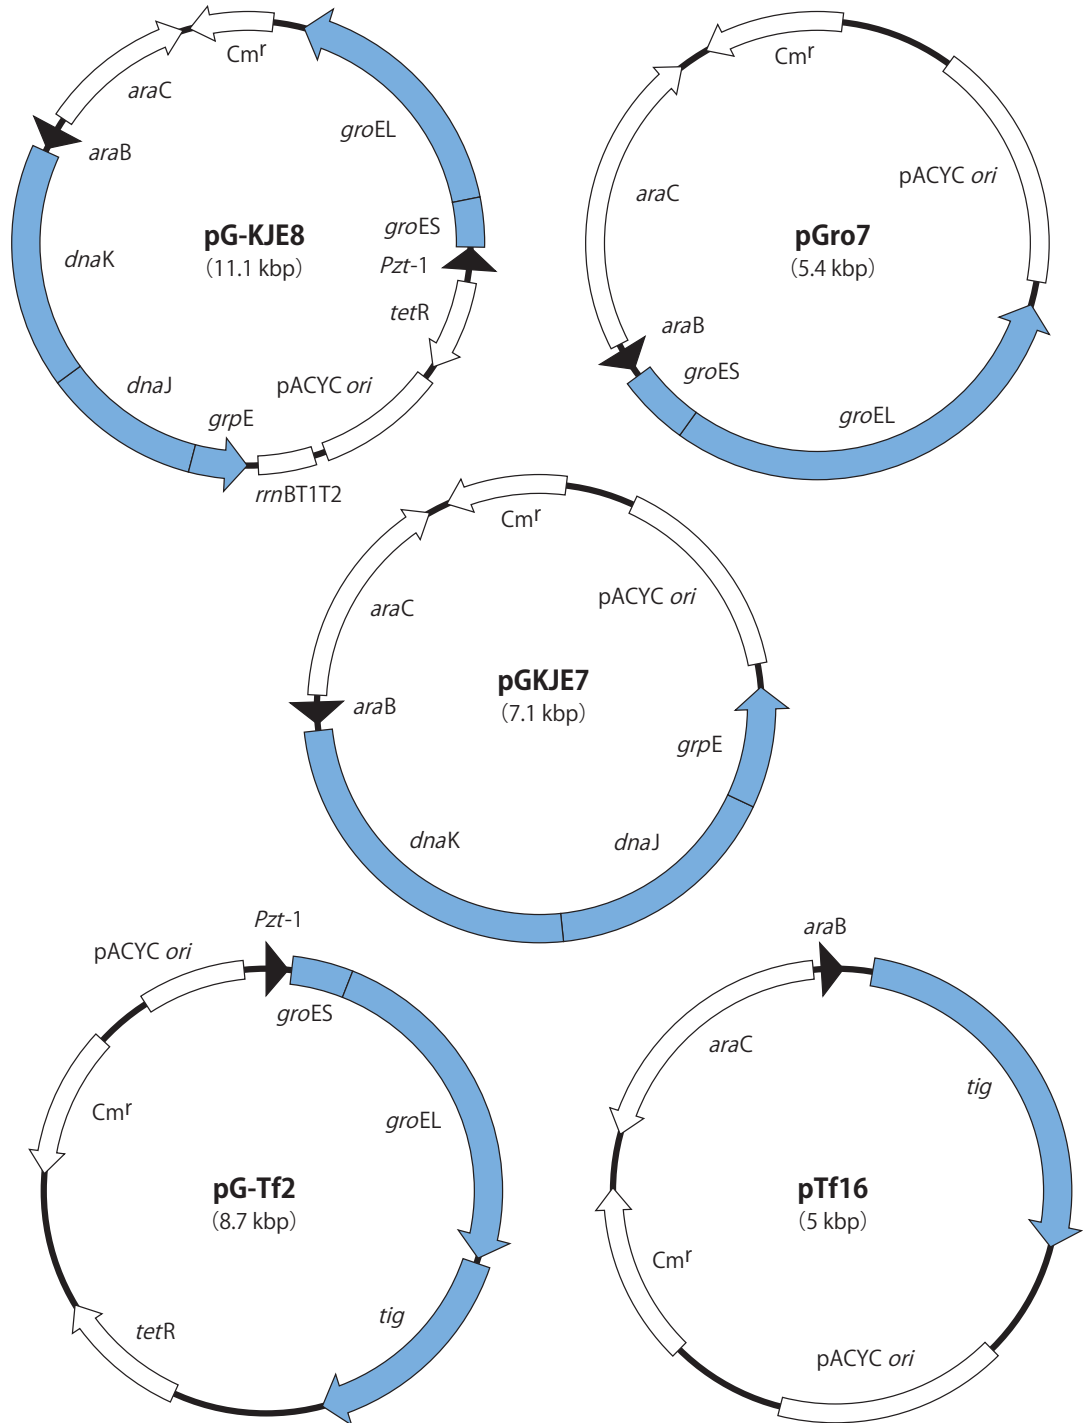 Cmʳ
araC
araB
groEL
groES
Pzt-1
tetR
pG-KJE8
(11.1 kbp)
dnaK
dnaJ
grpE
pACYC ori
rrnBT1T2
Cmʳ
pACYC ori
araC
pGro7
(5.4 kbp)
araB
groES
groEL
Cmʳ
pACYC ori
araC
pGKJE7
(7.1 kbp)
araB
grpE
dnaK
dnaJ
Pzt-1
pACYC ori
groES
Cmʳ
groEL
pG-Tf2
(8.7 kbp)
tig
tetR
araB
araC
tig
pTf16
(5 kbp)
Cmʳ
pACYC ori